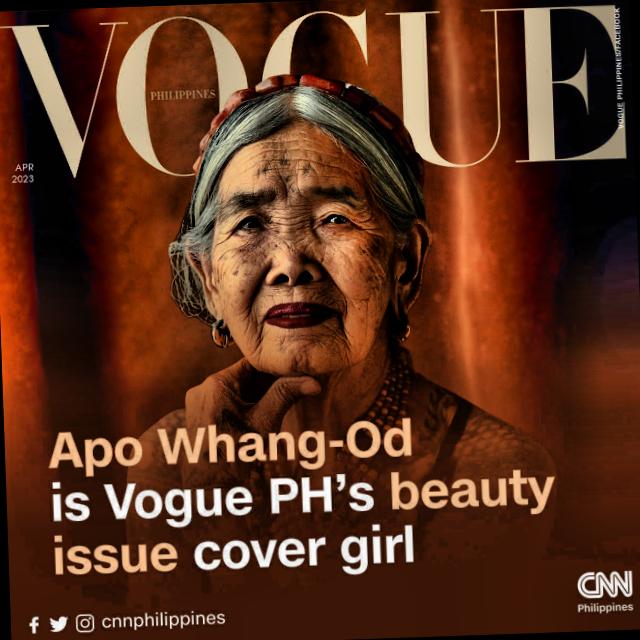 VOGUE
PHILIPPINES
VOGUE PHILIPPINES/FACEBOOK
APR
2023
Apo Whang-Od
is Vogue PH's beauty
issue cover girl
CNN
Philippines
cnnphilippines